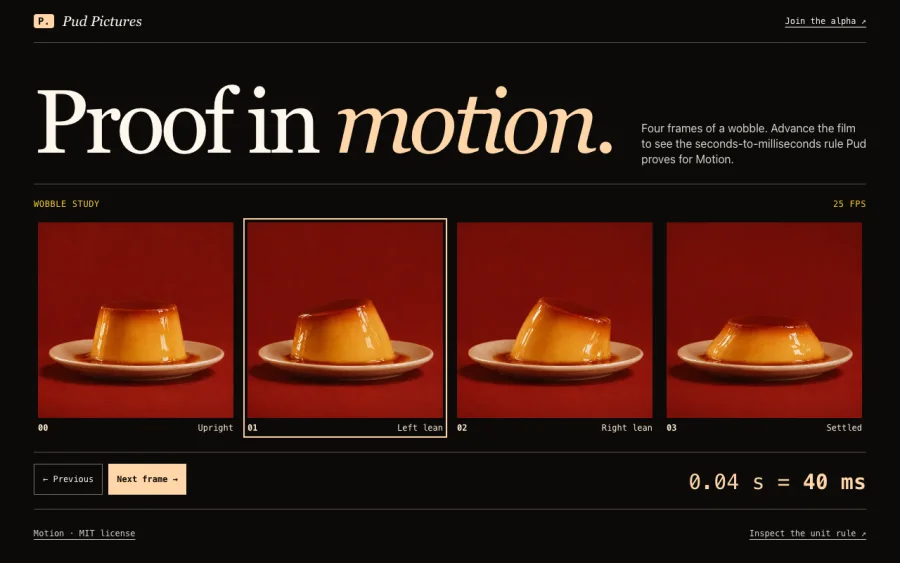 P. Pud Pictures
Join the alpha ↗
Proof in motion.
Four frames of a wobble. Advance the film
to see the seconds-to-milliseconds rule Pud
proves for Motion.
WOBBLE STUDY
25 FPS
00 Upright
01 Left lean
02 Right lean
03 Settled
← Previous
Next frame →
0.04 s = 40 ms
Motion · MIT license
Inspect the unit rule ↗